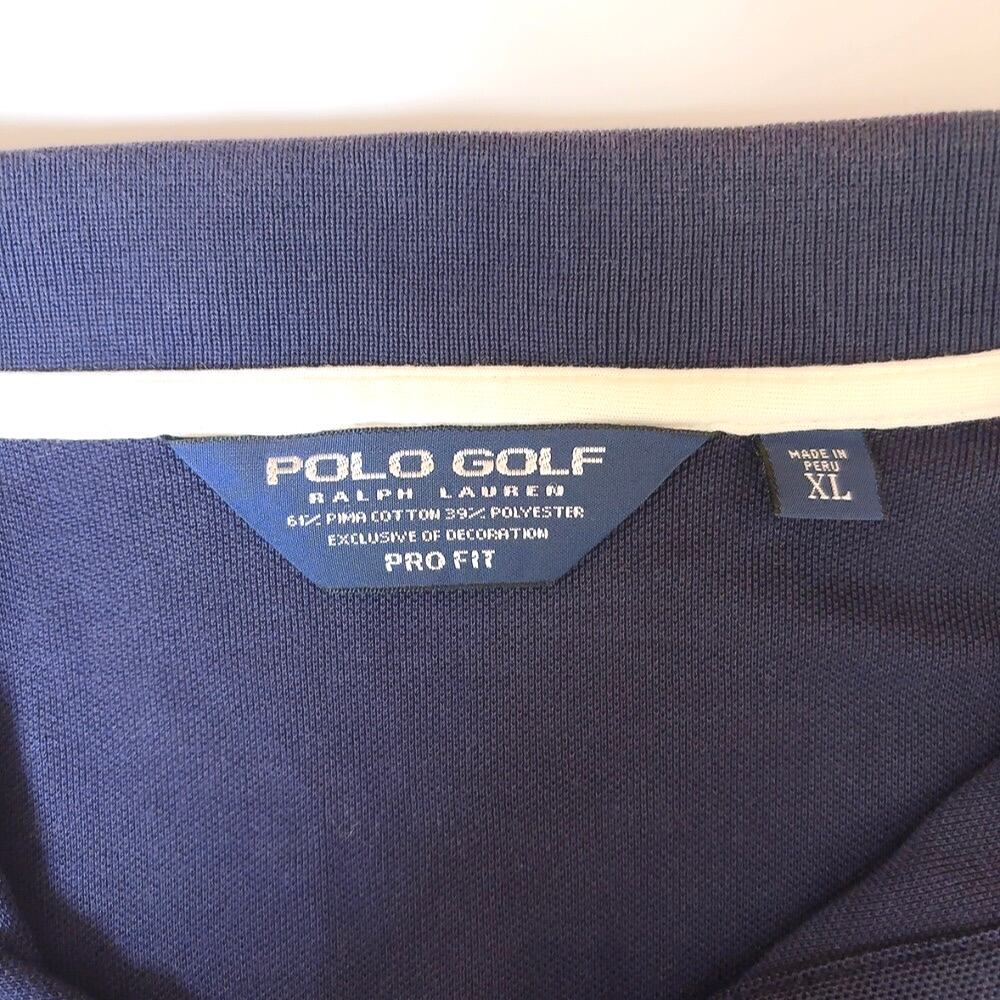 POLO GOLF
RALPH LAUREN
61% PIMA COTTON 39% POLYESTER
EXCLUSIVE OF DECORATION
PRO FIT
MADE IN
PERU
XL